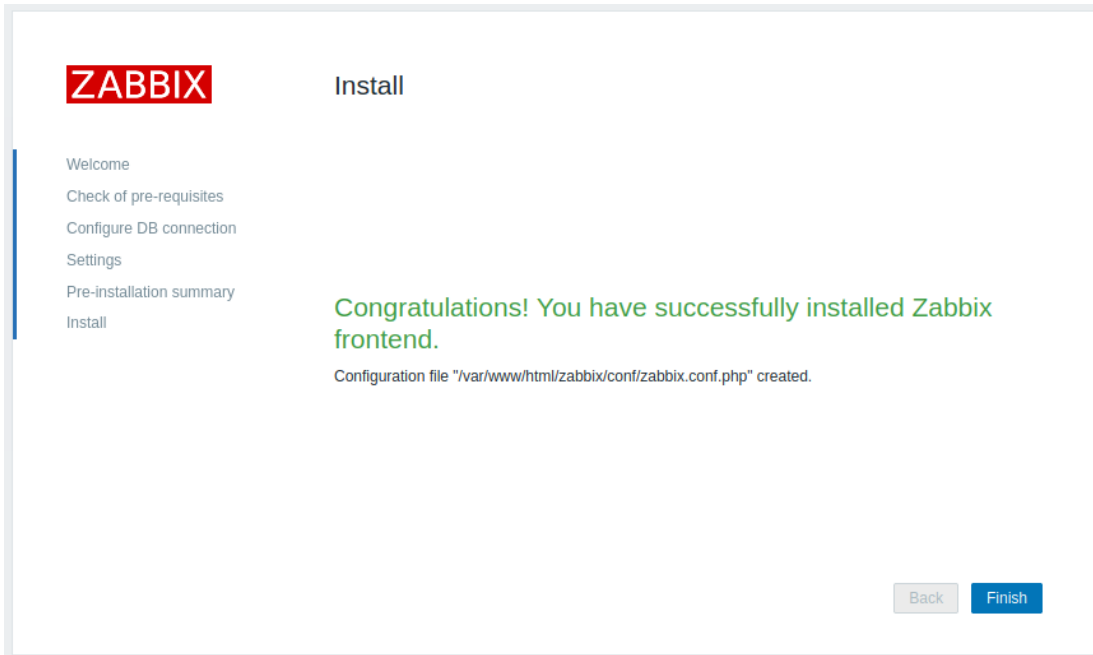 ZABBIX
Install
Welcome
Check of pre-requisites
Configure DB connection
Settings
Pre-installation summary
Install
Congratulations! You have successfully installed Zabbix
frontend.
Configuration file "/var/www/html/zabbix/conf/zabbix.conf.php" created.
Back
Finish